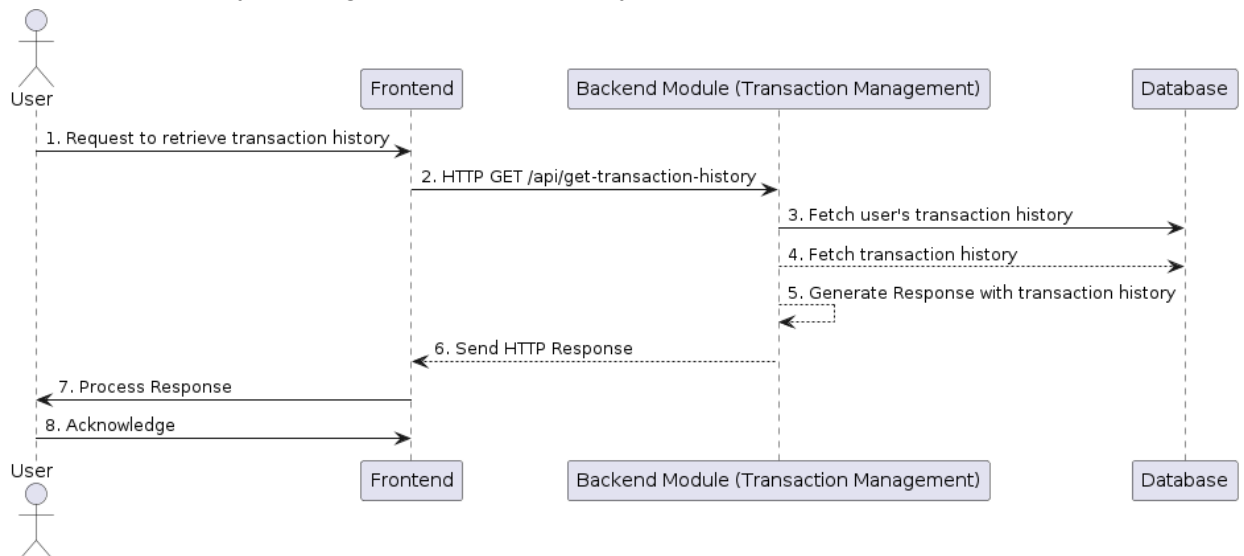 User
Frontend
Backend Module (Transaction Management)
Database
1. Request to retrieve transaction history
2. HTTP GET /api/get-transaction-history
3. Fetch user's transaction history
4. Fetch transaction history
5. Generate Response with transaction history
6. Send HTTP Response
7. Process Response
8. Acknowledge
User
Frontend
Backend Module (Transaction Management)
Database